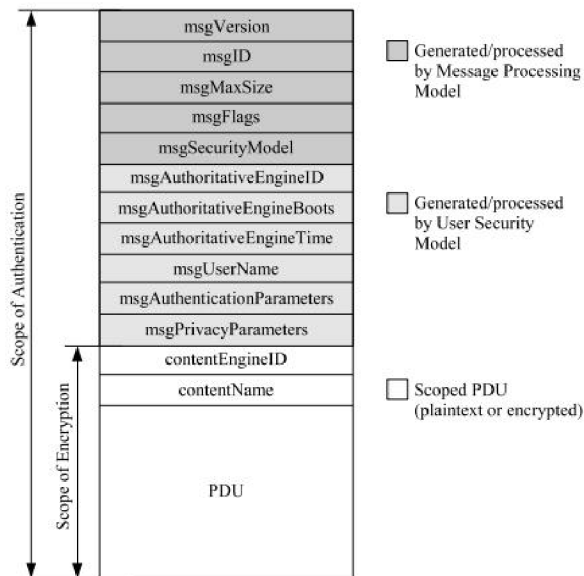 msgVersion
msgID
msgMaxSize
msgFlags
msgSecurityModel
msgAuthoritativeEngineID
msgAuthoritativeEngineBoots
msgAuthoritativeEngineTime
msgUserName
msgAuthenticationParameters
msgPrivacyParameters
contentEngineID
contentName
PDU
Scope of Authentication
Scope of Encryption
Generated/processed
by Message Processing
Model
Generated/processed
by User Security
Model
Scoped PDU
(plaintext or encrypted)